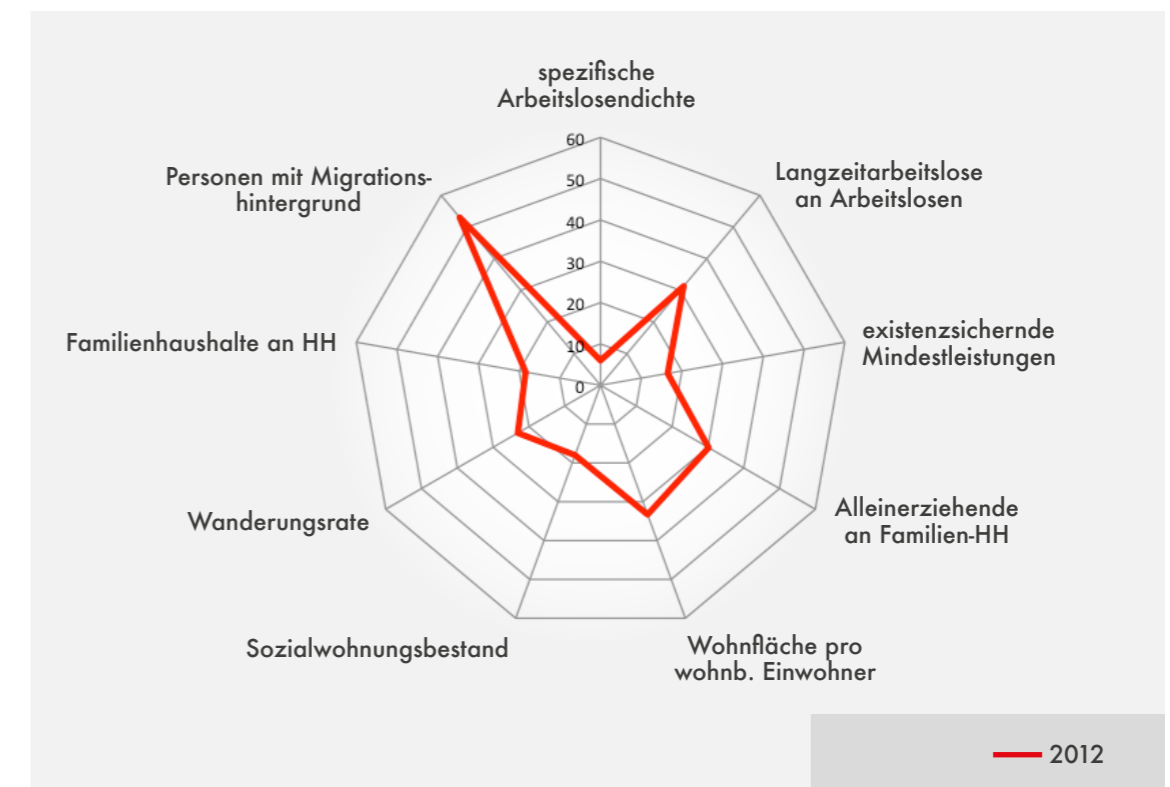 spezifische
Arbeitslosendichte
60
50
40
30
20
10
0
Langzeitarbeitslose
an Arbeitslosen
existenzsichernde
Mindestleistungen
Alleinerziehende
an Familien-HH
Wohnfläche pro
wohnb. Einwohner
Sozialwohnungsbestand
Wanderungsrate
Familienhaushalte an HH
Personen mit Migrations-
hintergrund
2012